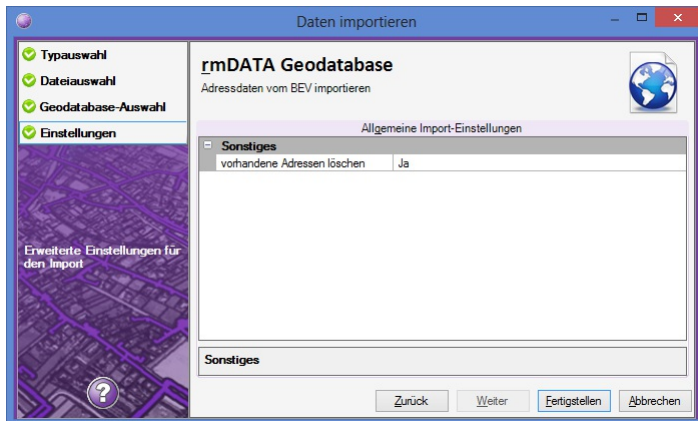 Daten importieren
Typauswahl
Dateiauswahl
Geodatabase-Auswahl
Einstellungen
Erweiterte Einstellungen für
den Import
?
rmDATA Geodatabase
Adressdaten vom BEV importieren
Allgemeine Import-Einstellungen
Sonstiges
vorhandene Adressen löschen Ja
Sonstiges
Zurück Weiter Fertigstellen Abbrechen